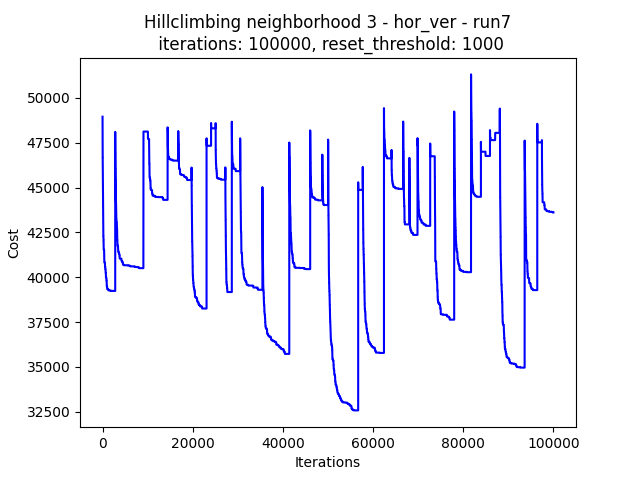 Hillclimbing neighborhood 3 - hor_ver - run7
iterations: 100000, reset_threshold: 1000
50000
47500
45000
42500
40000
37500
35000
32500
Cost
0 20000 40000 60000 80000 100000
Iterations